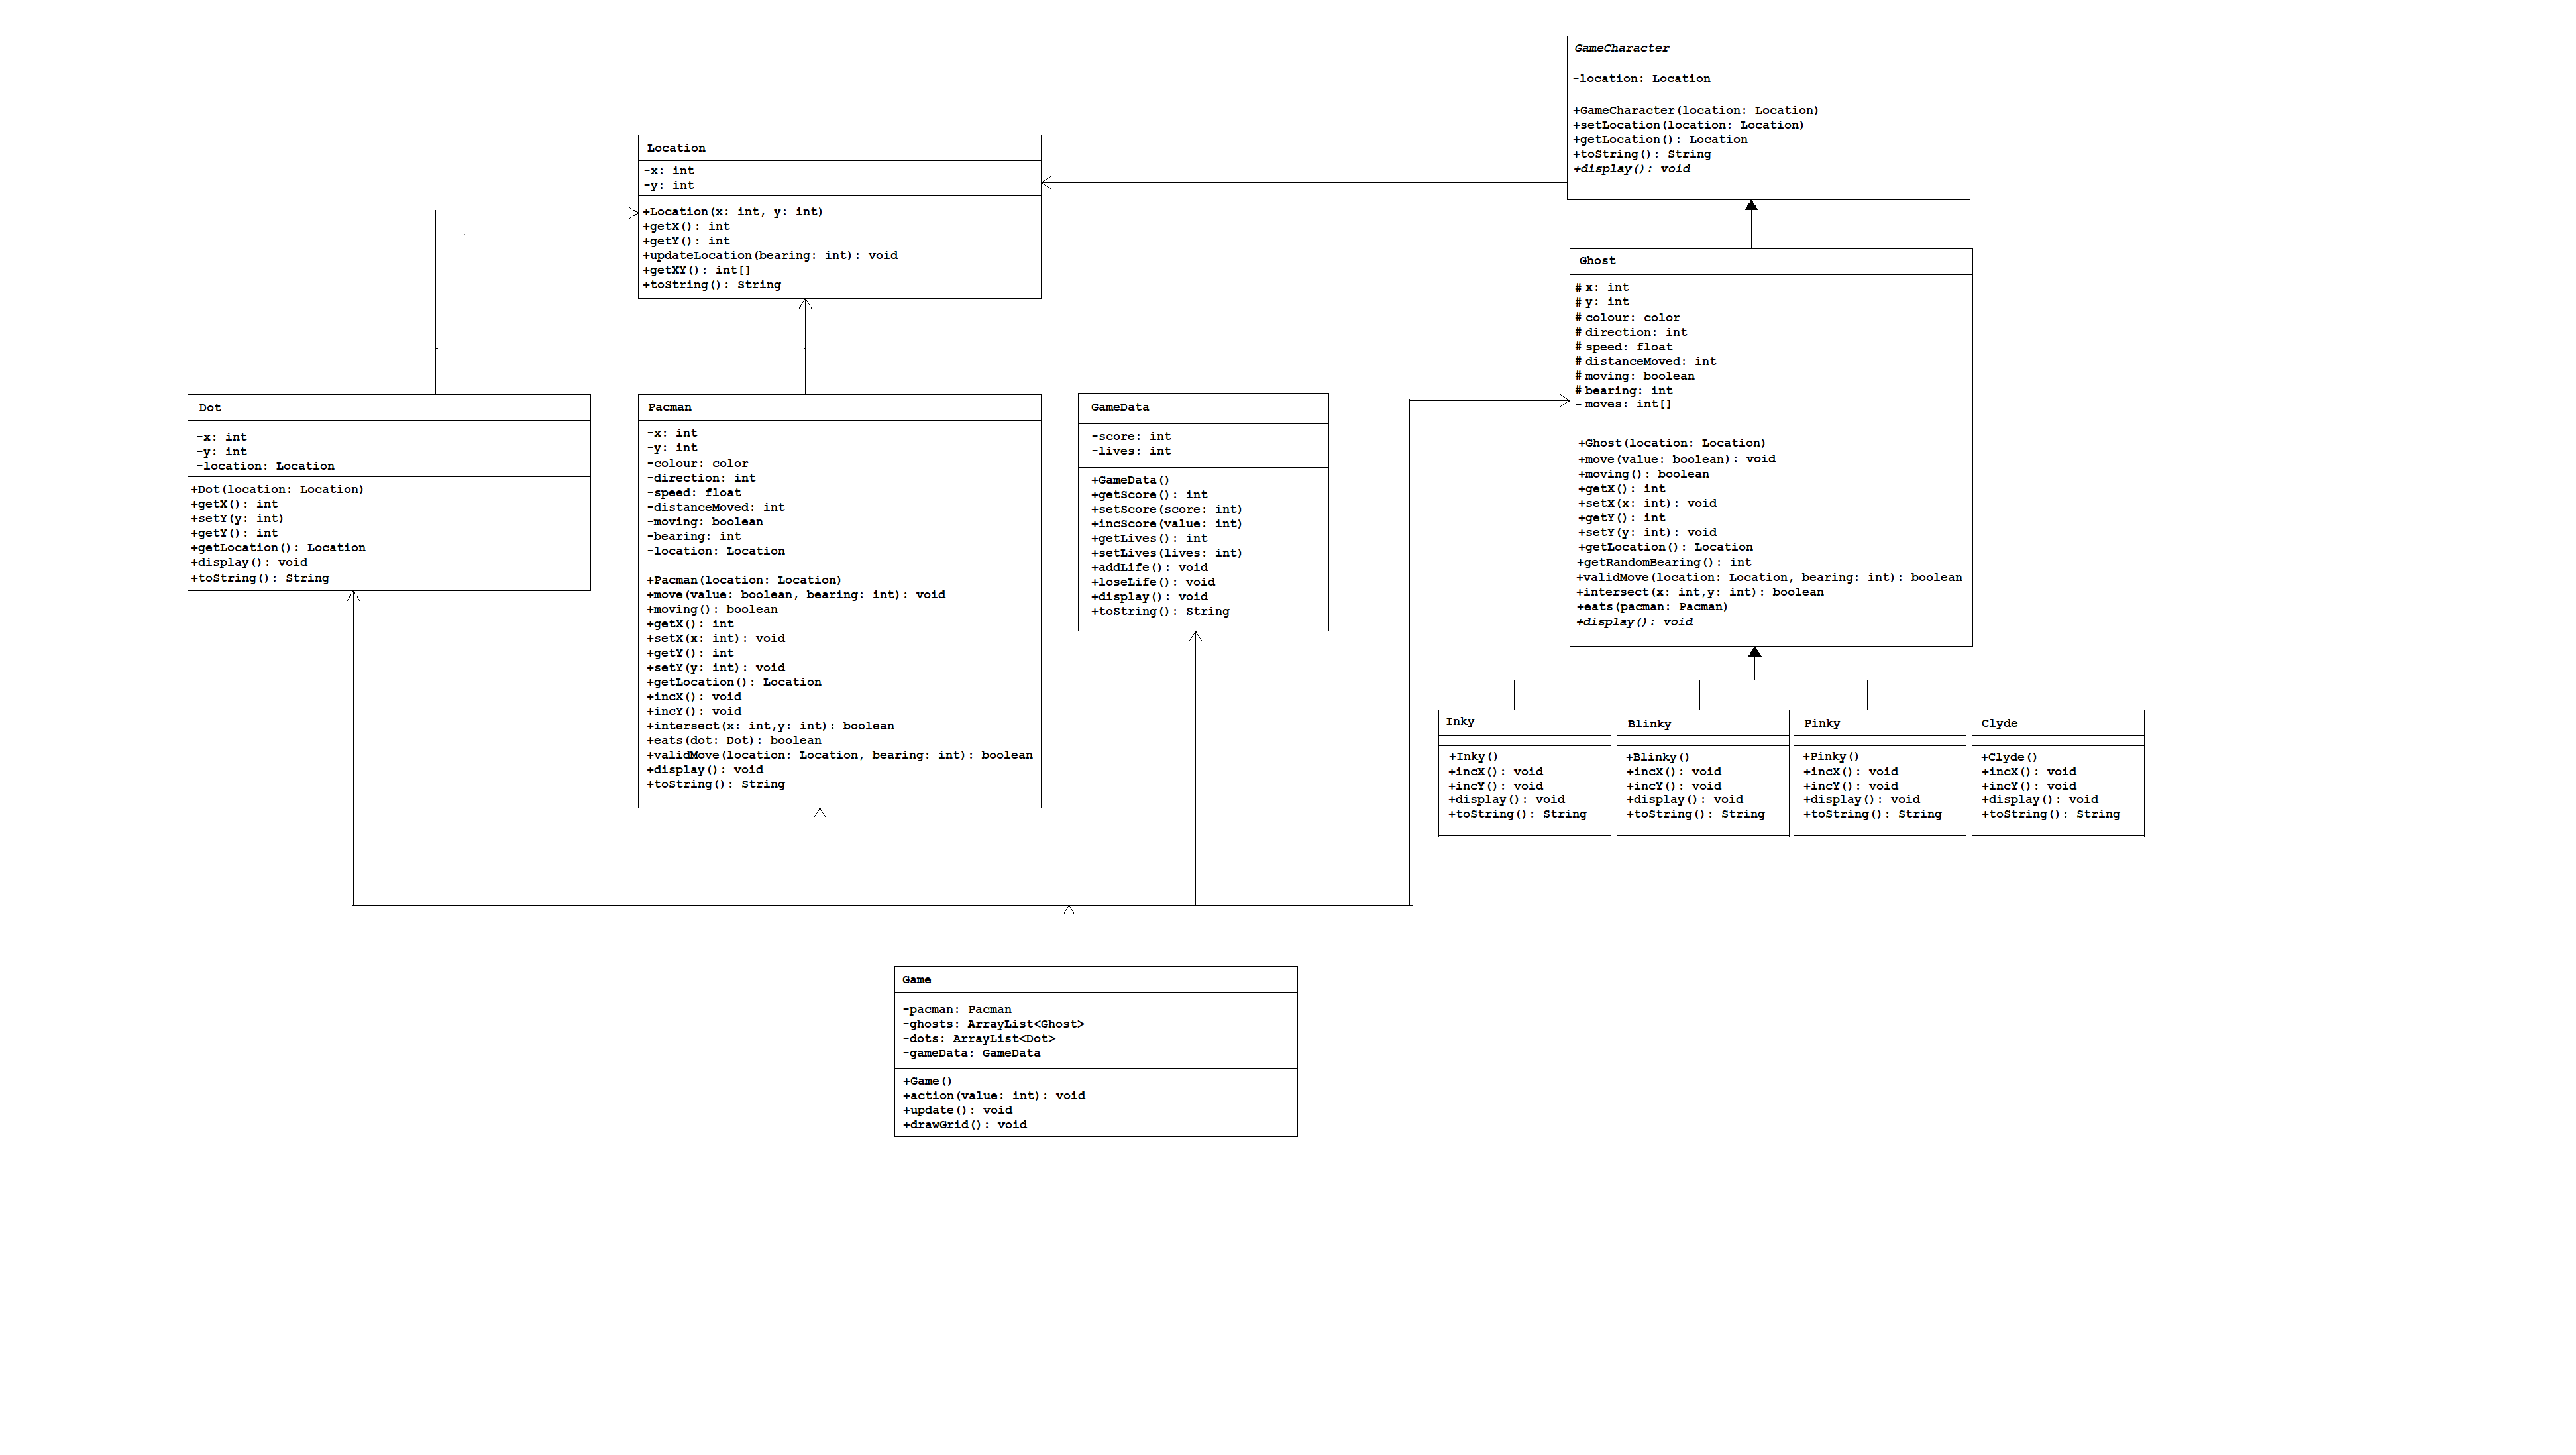 GameCharacter
-location: Location
+GameCharacter(location: Location)
+setLocation(location: Location)
+getLocation(): Location
+toString(): String
+display(): void
Location
-x: int
-y: int
+Location(x: int, y: int)
+getX(): int
+getY(): int
+updateLocation(bearing: int): void
+getXY(): int[]
+toString(): String
Ghost
# x: int
# y: int
# colour: color
# direction: int
# speed: float
# distanceMoved: int
# moving: boolean
# bearing: int
- moves: int[]
+Ghost(location: Location)
+move(value: boolean): void
+moving(): boolean
+getX(): int
+setX(x: int): void
+getY(): int
+setY(y: int): void
+getLocation(): Location
+getRandomBearing(): int
+validMove(location: Location, bearing: int): boolean
+intersect(x: int,y: int): boolean
+eats(pacman: Pacman)
+display(): void
Dot
-x: int
-y: int
-location: Location
+Dot(location: Location)
+getX(): int
+setY(y: int)
+getY(): int
+getLocation(): Location
+display(): void
+toString(): String
Pacman
-x: int
-y: int
-colour: color
-direction: int
-speed: float
-distanceMoved: int
-moving: boolean
-bearing: int
-location: Location
+Pacman(location: Location)
+move(value: boolean, bearing: int): void
+moving(): boolean
+getX(): int
+setX(x: int): void
+getY(): int
+setY(y: int): void
+getLocation(): Location
+incX(): void
+incY(): void
+intersect(x: int,y: int): boolean
+eats(dot: Dot): boolean
+validMove(location: Location, bearing: int): boolean
+display(): void
+toString(): String
GameData
-score: int
-lives: int
+GameData()
+getScore(): int
+setScore(score: int)
+incScore(value: int)
+getLives(): int
+setLives(lives: int)
+addLife(): void
+loseLife(): void
+display(): void
+toString(): String
Inky
+Inky()
+incX(): void
+incY(): void
+display(): void
+toString(): String
Blinky
+Blinky()
+incX(): void
+incY(): void
+display(): void
+toString(): String
Pinky
+Pinky()
+incX(): void
+incY(): void
+display(): void
+toString(): String
Clyde
+Clyde()
+incX(): void
+incY(): void
+display(): void
+toString(): String
Game
-pacman: Pacman
-ghosts: ArrayList<Ghost>
-dots: ArrayList<Dot>
-gameData: GameData
+Game()
+action(value: int): void
+update(): void
+drawGrid(): void